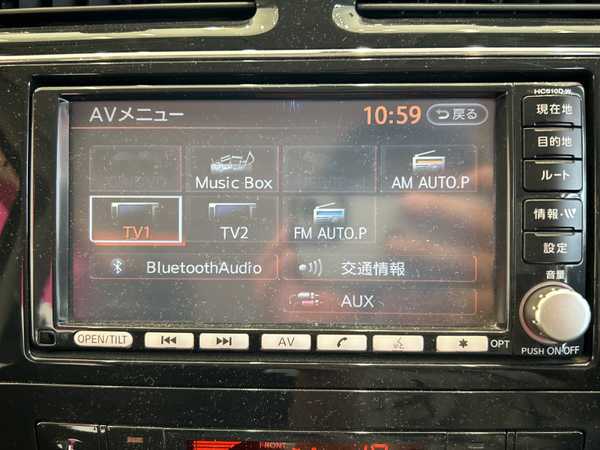 HC510D-W
AVメニュー
10:59
戻る
現在地
目的地
ルート
情報
設定
音量
PUSH ON·OFF
Music Box
AM AUTO.P
TV1
TV2
FM AUTO.P
BluetoothAudio
交通情報
AUX
OPEN/TILT
AV
OPT
FRONT